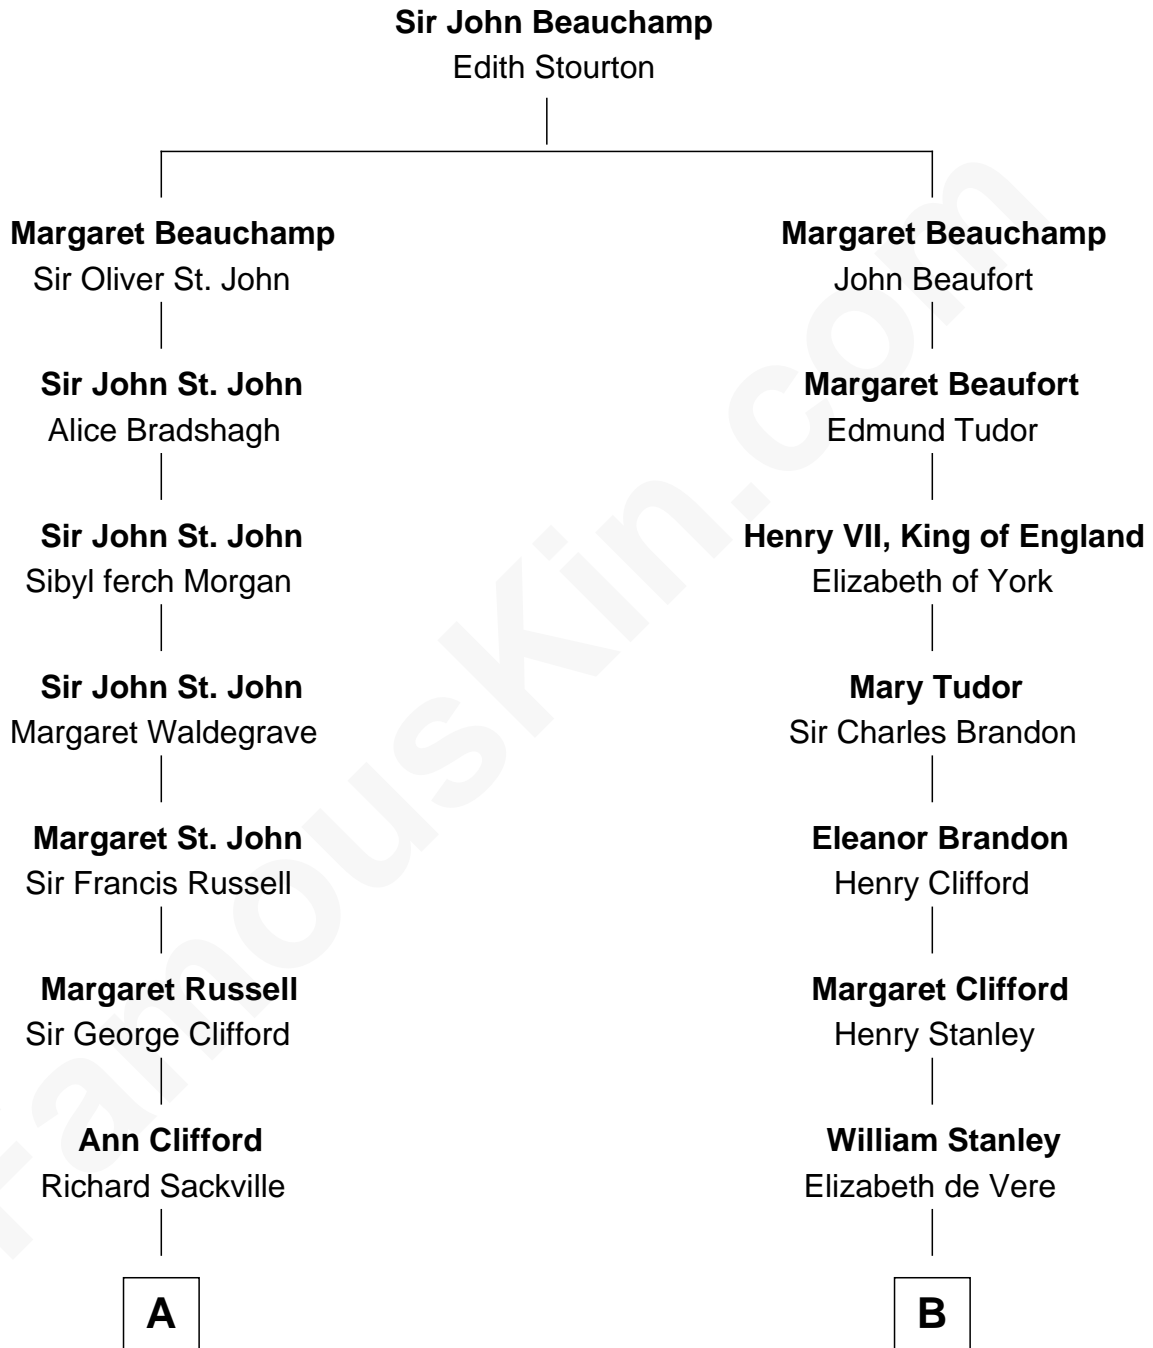 Sir John Beauchamp
Edith Stourton
Margaret Beauchamp
Sir Oliver St. John
Margaret Beauchamp
John Beaufort
Sir John St. John
Alice Bradshagh
Margaret Beaufort
Edmund Tudor
Sir John St. John
Sibyl ferch Morgan
Henry VII, King of England
Elizabeth of York
Sir John St. John
Margaret Waldegrave
Mary Tudor
Sir Charles Brandon
Margaret St. John
Sir Francis Russell
Eleanor Brandon
Henry Clifford
Margaret Russell
Sir George Clifford
Margaret Clifford
Henry Stanley
Ann Clifford
Richard Sackville
William Stanley
Elizabeth de Vere
A
B
FamousKin.com